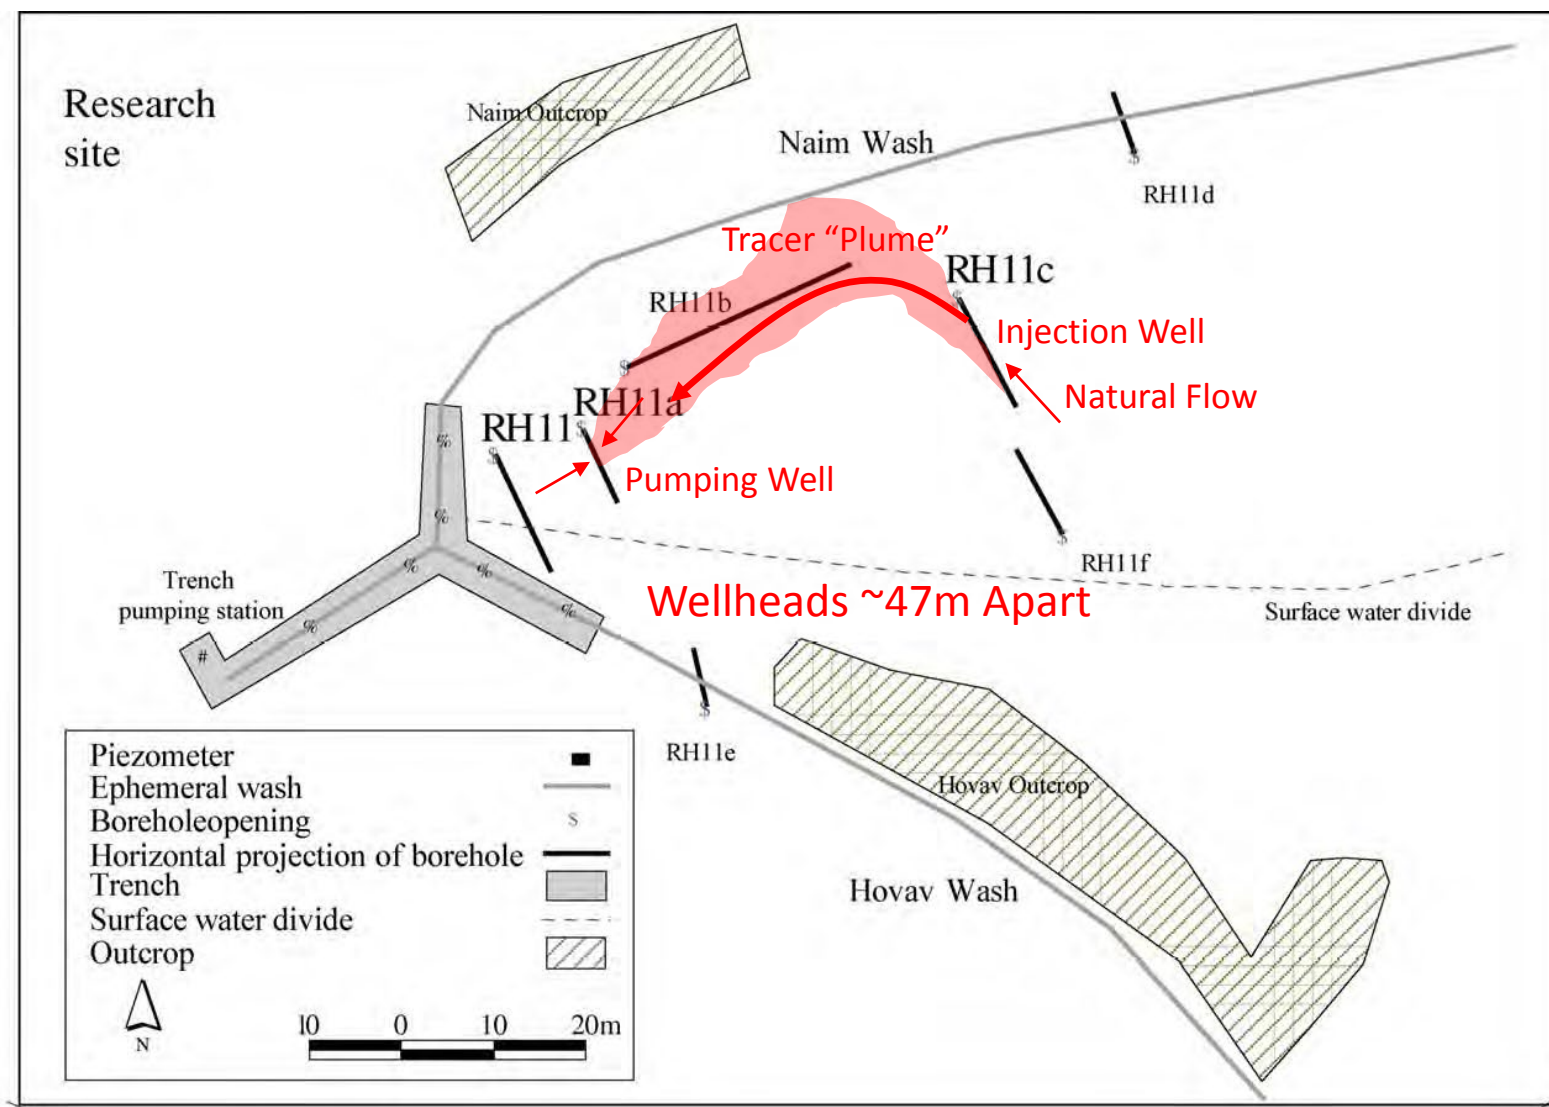 Research
site
Naim Outcrop
Naim Wash
$
RH11d
Tracer “Plume”
RH11c
$
RH11b
Injection Well
$
Natural Flow
RH11a
RH11
$
$
Pumping Well
%
%
%
%
%
%
$
RH11f
Trench
pumping station
#
Wellheads ~47m Apart
Surface water divide
$
RH11e
Hovav Outcrop
Hovav Wash
Piezometer
Ephemeral wash
Boreholeopening $
Horizontal projection of borehole
Trench
Surface water divide
Outcrop
N
10 0 10 20m